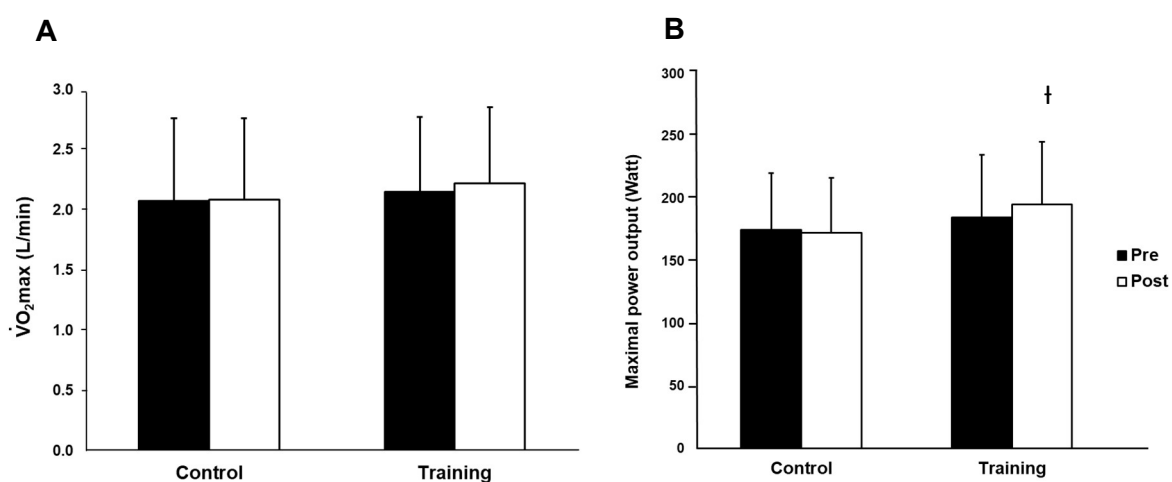 A
V̇O₂max (L/min)
3.0
2.5
2.0
1.5
1.0
0.5
0.0
Control
Training
B
Maximal power output (Watt)
300
250
200
150
100
50
0
ƚ
Control
Training
Pre
Post